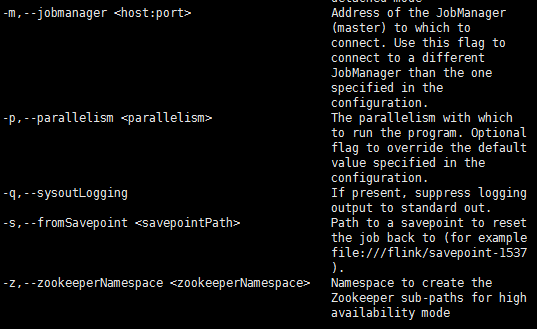 detached mode
-m,--jobmanager <host:port> Address of the JobManager
(master) to which to
connect. Use this flag to
connect to a different
JobManager than the one
specified in the
configuration.
-p,--parallelism <parallelism> The parallelism with which
to run the program. Optional
flag to override the default
value specified in the
configuration.
-q,--sysoutLogging If present, suppress logging
output to standard out.
-s,--fromSavepoint <savepointPath> Path to a savepoint to reset
the job back to (for example
file:///flink/savepoint-1537
).
-z,--zookeeperNamespace <zookeeperNamespace> Namespace to create the
Zookeeper sub-paths for high
availability mode